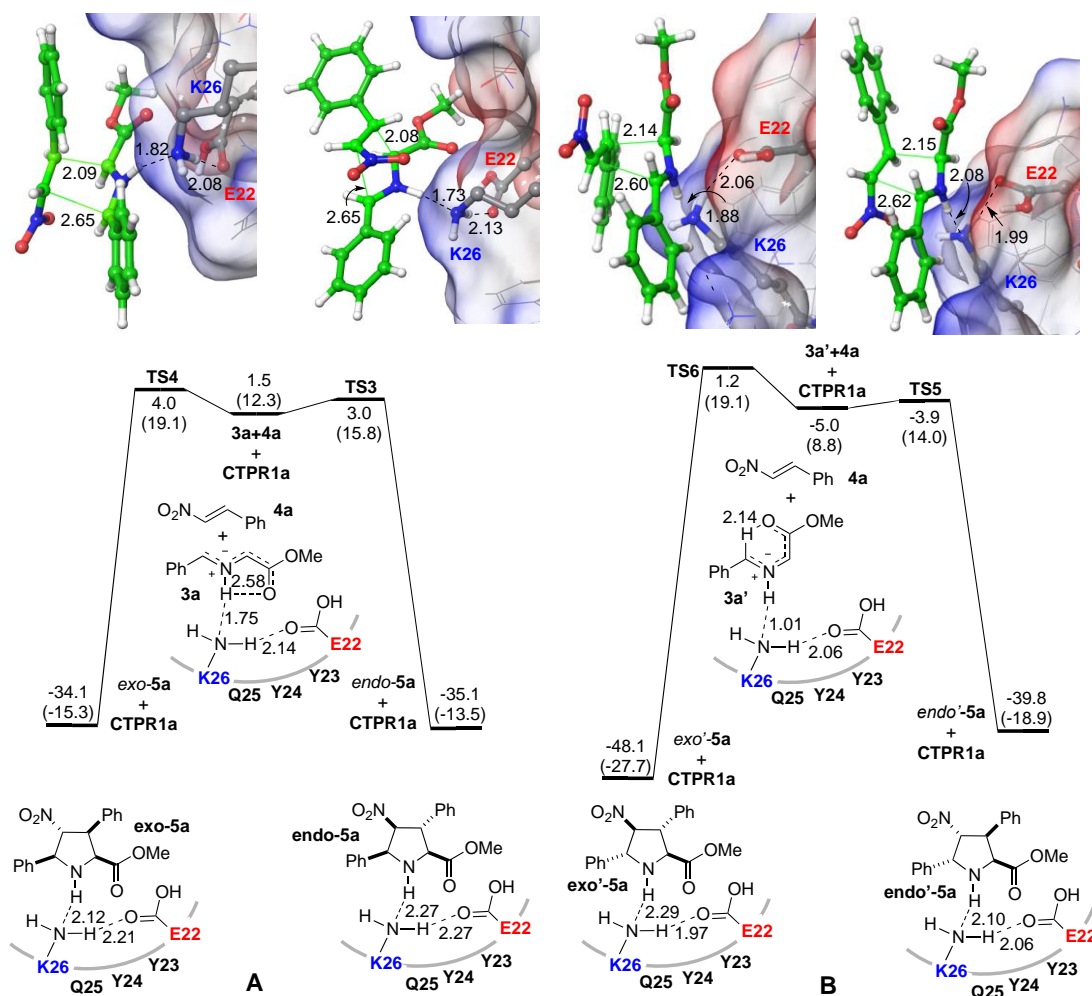 K26
1.82
2.08
E22
2.09
2.65
2.08
E22
1.73
2.65
2.13
K26
2.14
E22
2.60
2.06
1.88
K26
2.15
2.08
E22
2.62
1.99
K26
TS4
4.0
(19.1)
1.5
(12.3)
3a+4a
+
CTPR1a
TS3
3.0
(15.8)
O2N
4a
Ph
+
Ph
N
+
−
H
OMe
O
2.58
3a
1.75
H
N
H
O
OH
2.14
E22
K26
Q25
Y24
Y23
-34.1
(-15.3)
exo-5a
+
CTPR1a
endo-5a
+
CTPR1a
-35.1
(-13.5)
TS6
1.2
(19.1)
3a'+4a
+
CTPR1a
-5.0
(8.8)
TS5
-3.9
(14.0)
O2N
4a
Ph
+
2.14
O
OMe
H
H
−
Ph
N
+
H
3a'
1.01
H
N
H
O
OH
2.06
E22
K26
Q25
Y24
Y23
-48.1
(-27.7)
exo'-5a
+
CTPR1a
endo'-5a
+
CTPR1a
-39.8
(-18.9)
O2N
Ph
exo-5a
Ph
N
H
OMe
O
OH
H
2.12
N
H
O
2.21
E22
K26
Q25
Y24
Y23
A
O2N
Ph
endo-5a
Ph
N
H
OMe
O
OH
H
2.27
N
H
O
2.27
E22
K26
Q25
Y24
Y23
O2N
Ph
Ph
N
H
OMe
O
exo'-5a
OH
H
2.29
N
H
O
1.97
E22
K26
Q25
Y24
Y23
B
O2N
Ph
Ph
N
H
OMe
O
endo'-5a
OH
H
2.10
N
H
O
2.06
E22
K26
Q25
Y24
Y23